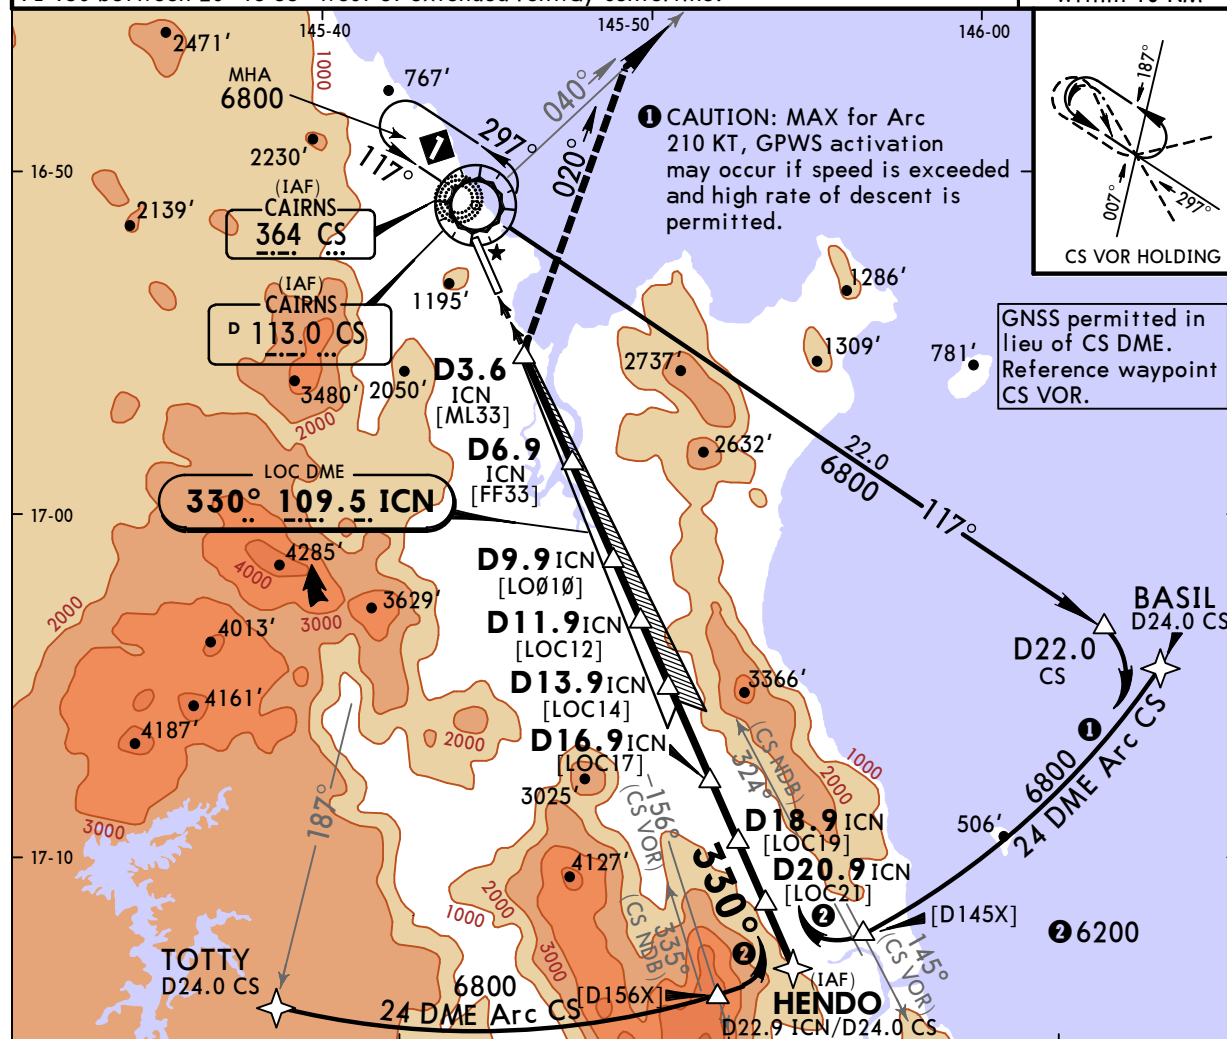 145-40
145-50
146-00
2471'
1000
767'
MHA
6800
040°
187°
297°
117°
020°
❶ CAUTION: MAX for Arc
210 KT, GPWS activation
may occur if speed is exceeded
and high rate of descent is
permitted.
2230'
16-50
2139'
(IAF)
CAIRNS
364 CS
007°
297°
CS VOR HOLDING
(IAF)
CAIRNS
D 113.0 CS
1195'
1286'
GNSS permitted in
lieu of CS DME.
Reference waypoint
CS VOR.
3480'
2050'
2000
D3.6
ICN
[ML33]
2737'
1309'
781'
D6.9
ICN
[FF33]
2632'
22.0
6800
117°
LOC DME
330° 109.5 ICN
17-00
4285'
4000
3629'
3000
2000
4013'
D9.9 ICN
[LOØ1Ø]
D11.9 ICN
[LOC12]
BASIL
D24.0 CS
D22.0
CS
4161'
4187'
D13.9 ICN
[LOC14]
3366'
D16.9 ICN
[LOC17]
2000
3025'
❶
6800
24 DME Arc CS
(CS NDB)
324°
1000
2000
187°
156°
(CS VOR)
3000
506'
D18.9 ICN
[LOC19]
17-10
4127'
330°
D20.9 ICN
[LOC21]
2000
1000
❷
[D145X]
❷ 6200
(CS NDB)
335°
❷
145°
(CS VOR)
3000
TOTTY
D24.0 CS
6800
24 DME Arc CS
[D156X]
(IAF)
HENDO
D22.9 ICN/D24.0 CS